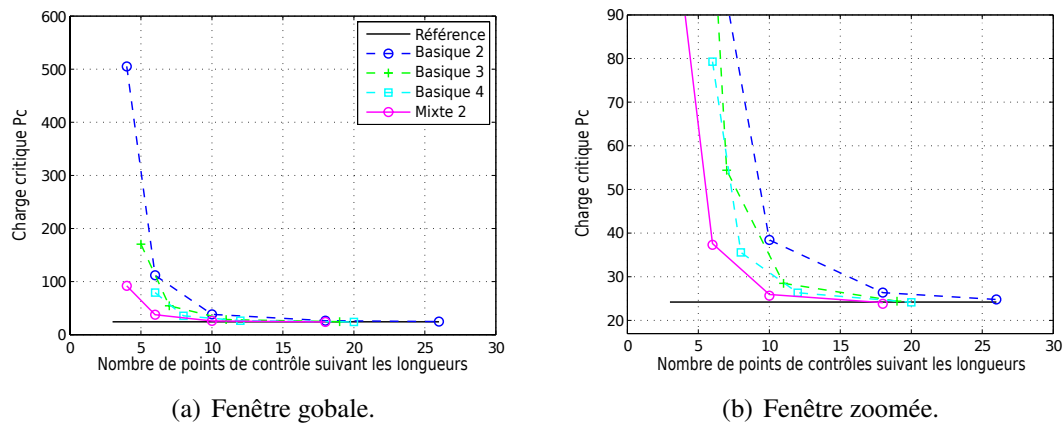 600
500
400
300
200
100
0
Charge critique Pc
0 5 10 15 20 25 30
Nombre de points de contrôle suivant les longueurs
Référence
Basique 2
Basique 3
Basique 4
Mixte 2
(a) Fenêtre gobale.
90
80
70
60
50
40
30
20
Charge critique Pc
0 5 10 15 20 25 30
Nombre de points de contrôles suivant les longueurs
(b) Fenêtre zoomée.